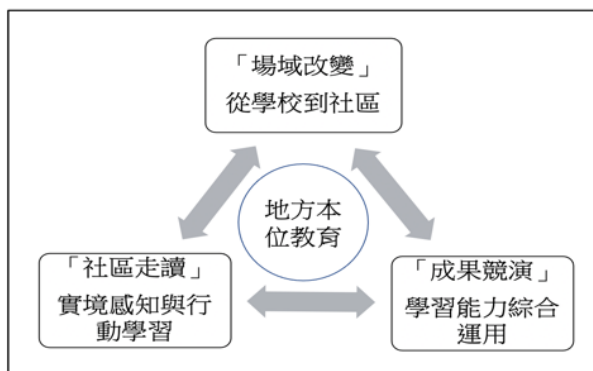 「場域改變」
從學校到社區
地方本
位教育
「社區走讀」
實境感知與行
動學習
「成果競演」
學習能力綜合
運用